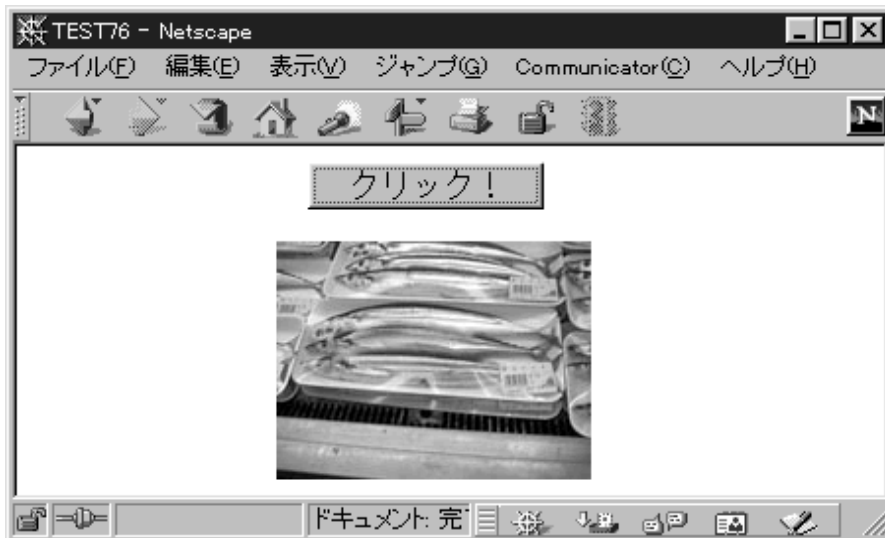 TEST76 - Netscape
ファイル(F) 編集(E) 表示(V) ジャンプ(G) Communicator(C) ヘルプ(H)
N
クリック！
ドキュメント: 完